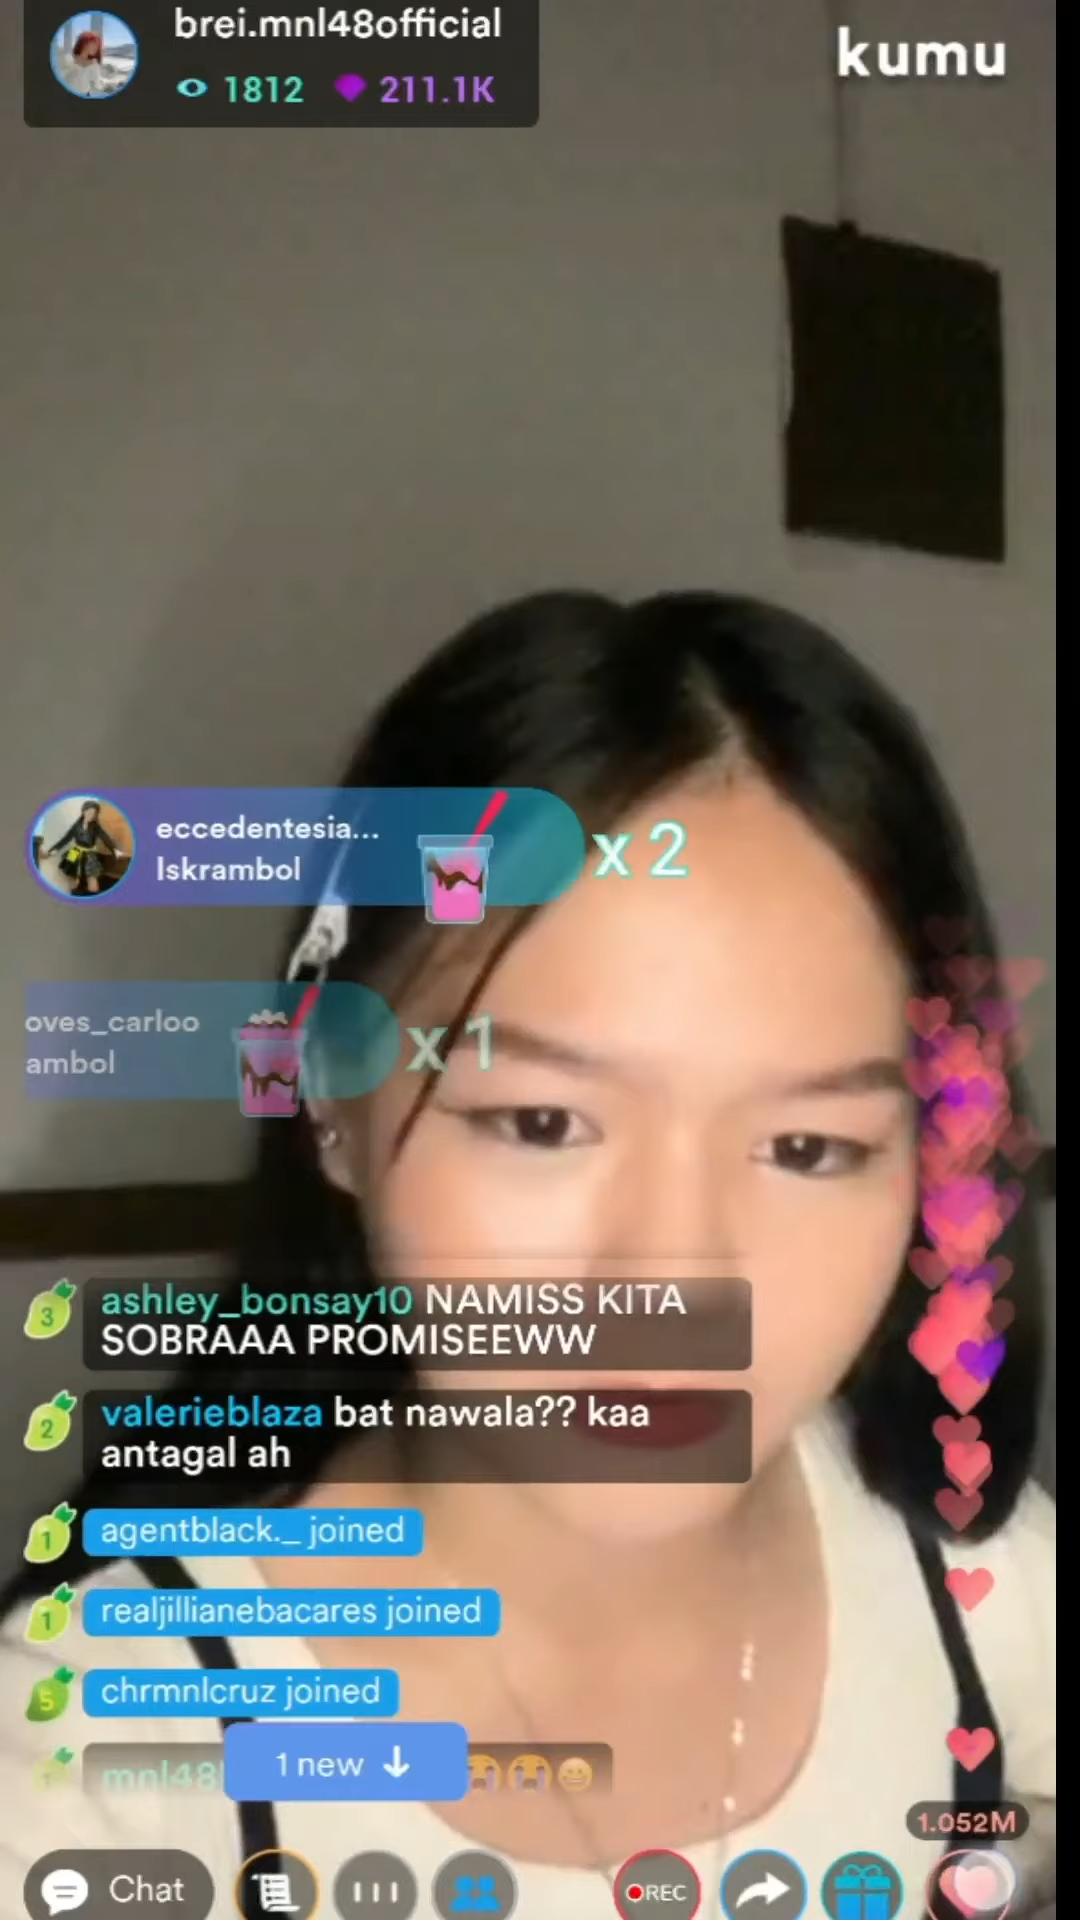 brei.mnl48official
kumu
1812
211.1K
eccedentesia...
Iskrambol
x 2
oves_carloo
ambol
x 1
3
ashley_bonsay10 NAMISS KITA
SOBRAAA PROMISEEWW
2
valerieblaza bat nawala?? kaa
antagal ah
1
agentblack._ joined
1
realjillianebacares joined
5
chrmnlcruz joined
mnl48
1 new
1.052M
Chat
REC